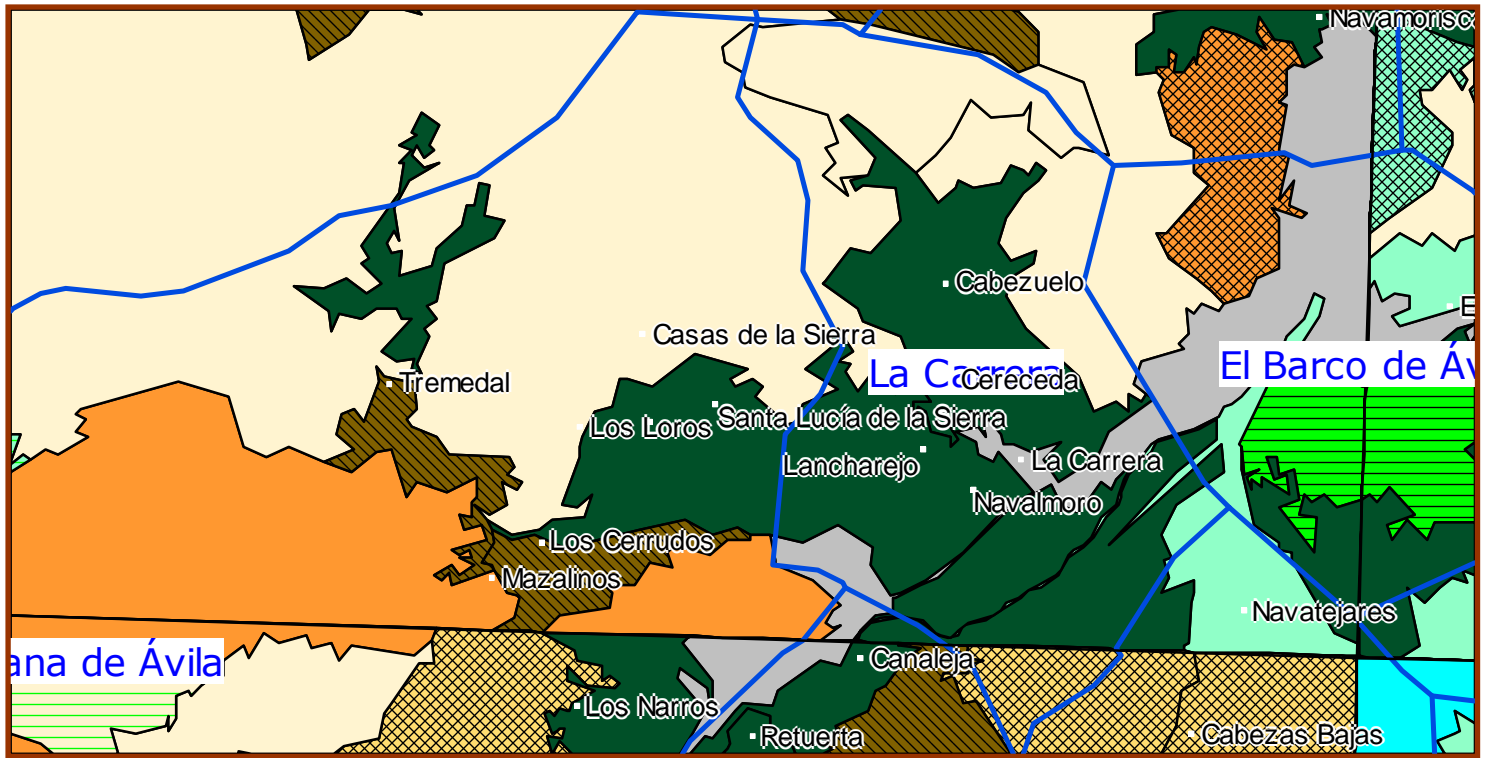 Navamorisc
Cabezuelo
E
Casas de la Sierra
El Barco de Áv
La Carrera
Cereceda
Tremedal
Santa Lucía de la Sierra
Los Loros
Lancharejo
La Carrera
Navalmoro
Los Cerrudos
Mazalinos
Navatejares
ana de Ávila
Canaleja
Los Narros
Retuerta
Cabezas Bajas